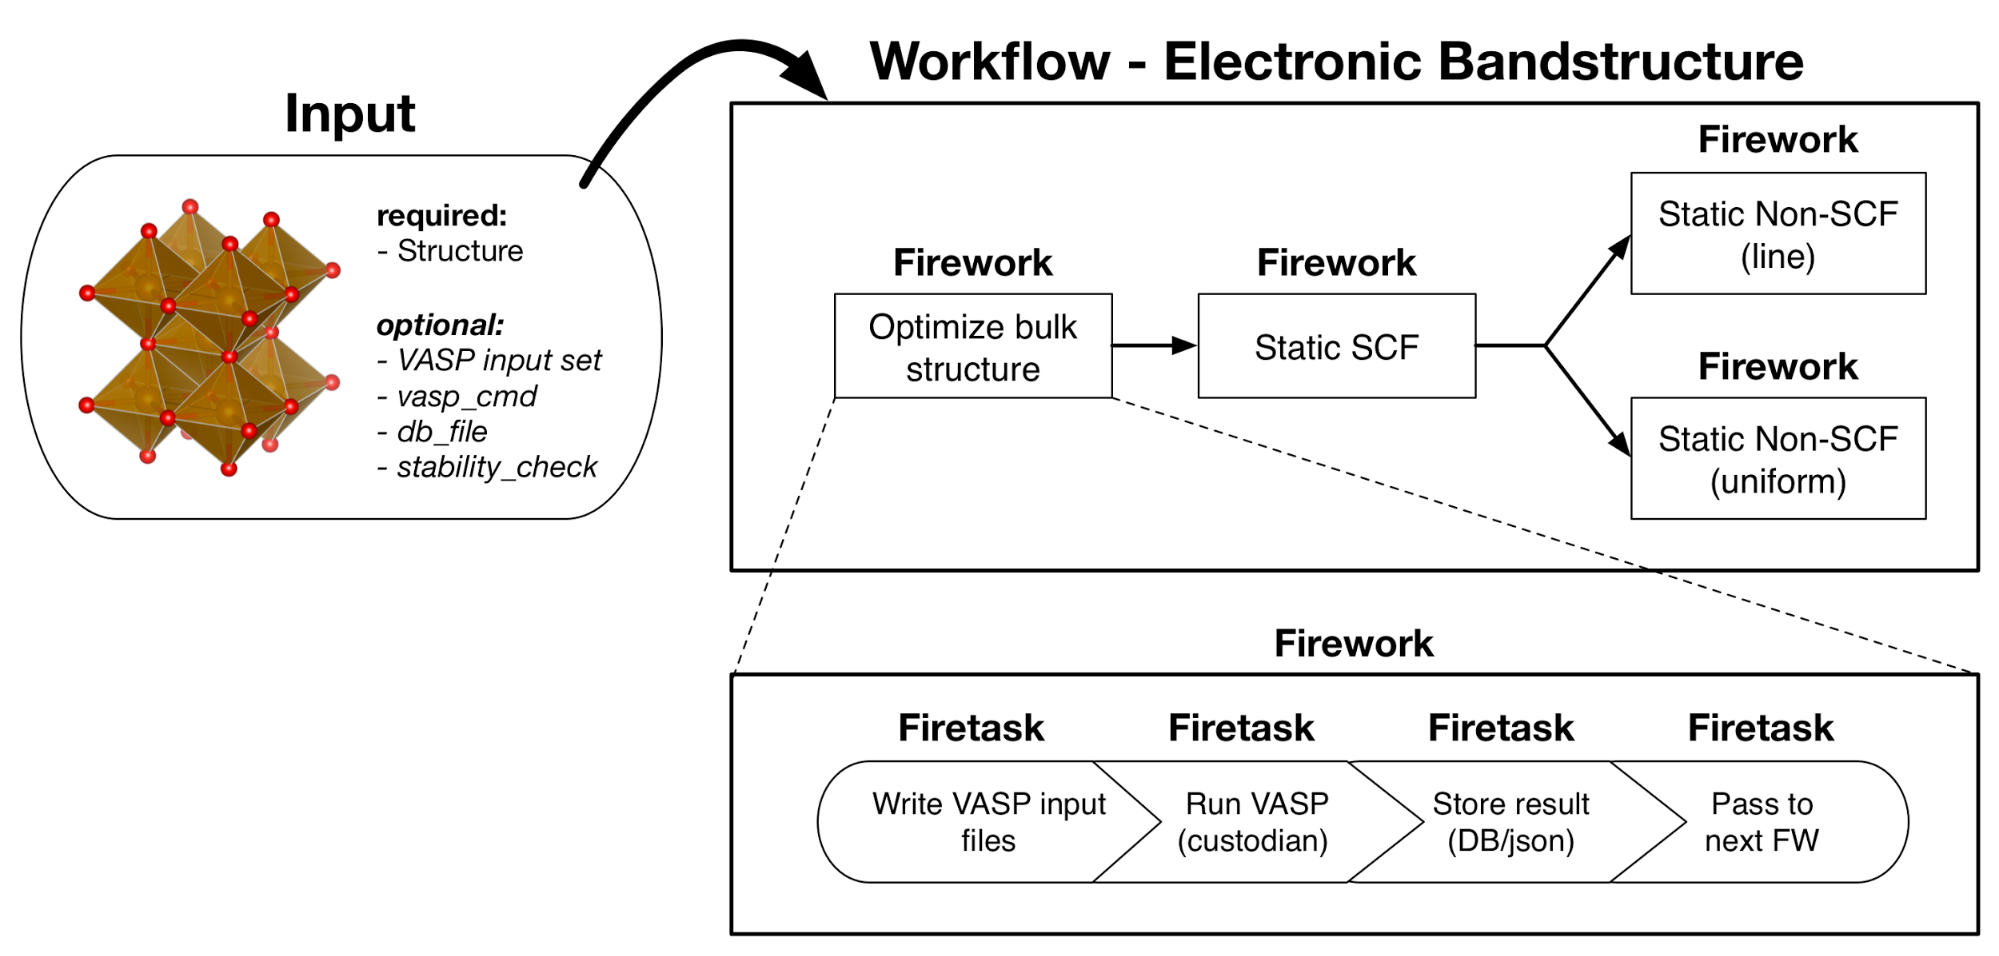 Input
required:
- Structure
optional:
- VASP input set
- vasp_cmd
- db_file
- stability_check
Workflow - Electronic Bandstructure
Firework
Optimize bulk
structure
Firework
Static SCF
Firework
Static Non-SCF
(line)
Firework
Static Non-SCF
(uniform)
Firework
Firetask
Write VASP input
files
Firetask
Run VASP
(custodian)
Firetask
Store result
(DB/json)
Firetask
Pass to
next FW